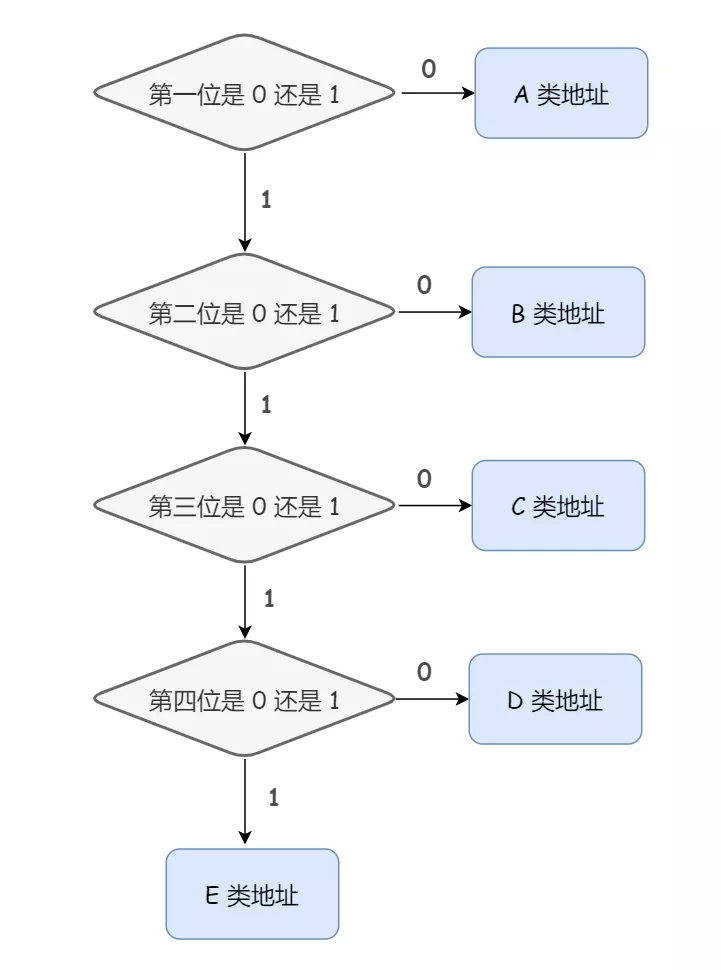 第一位是 0 还是 1
0
A 类地址
1
第二位是 0 还是 1
0
B 类地址
1
第三位是 0 还是 1
0
C 类地址
1
第四位是 0 还是 1
0
D 类地址
1
E 类地址